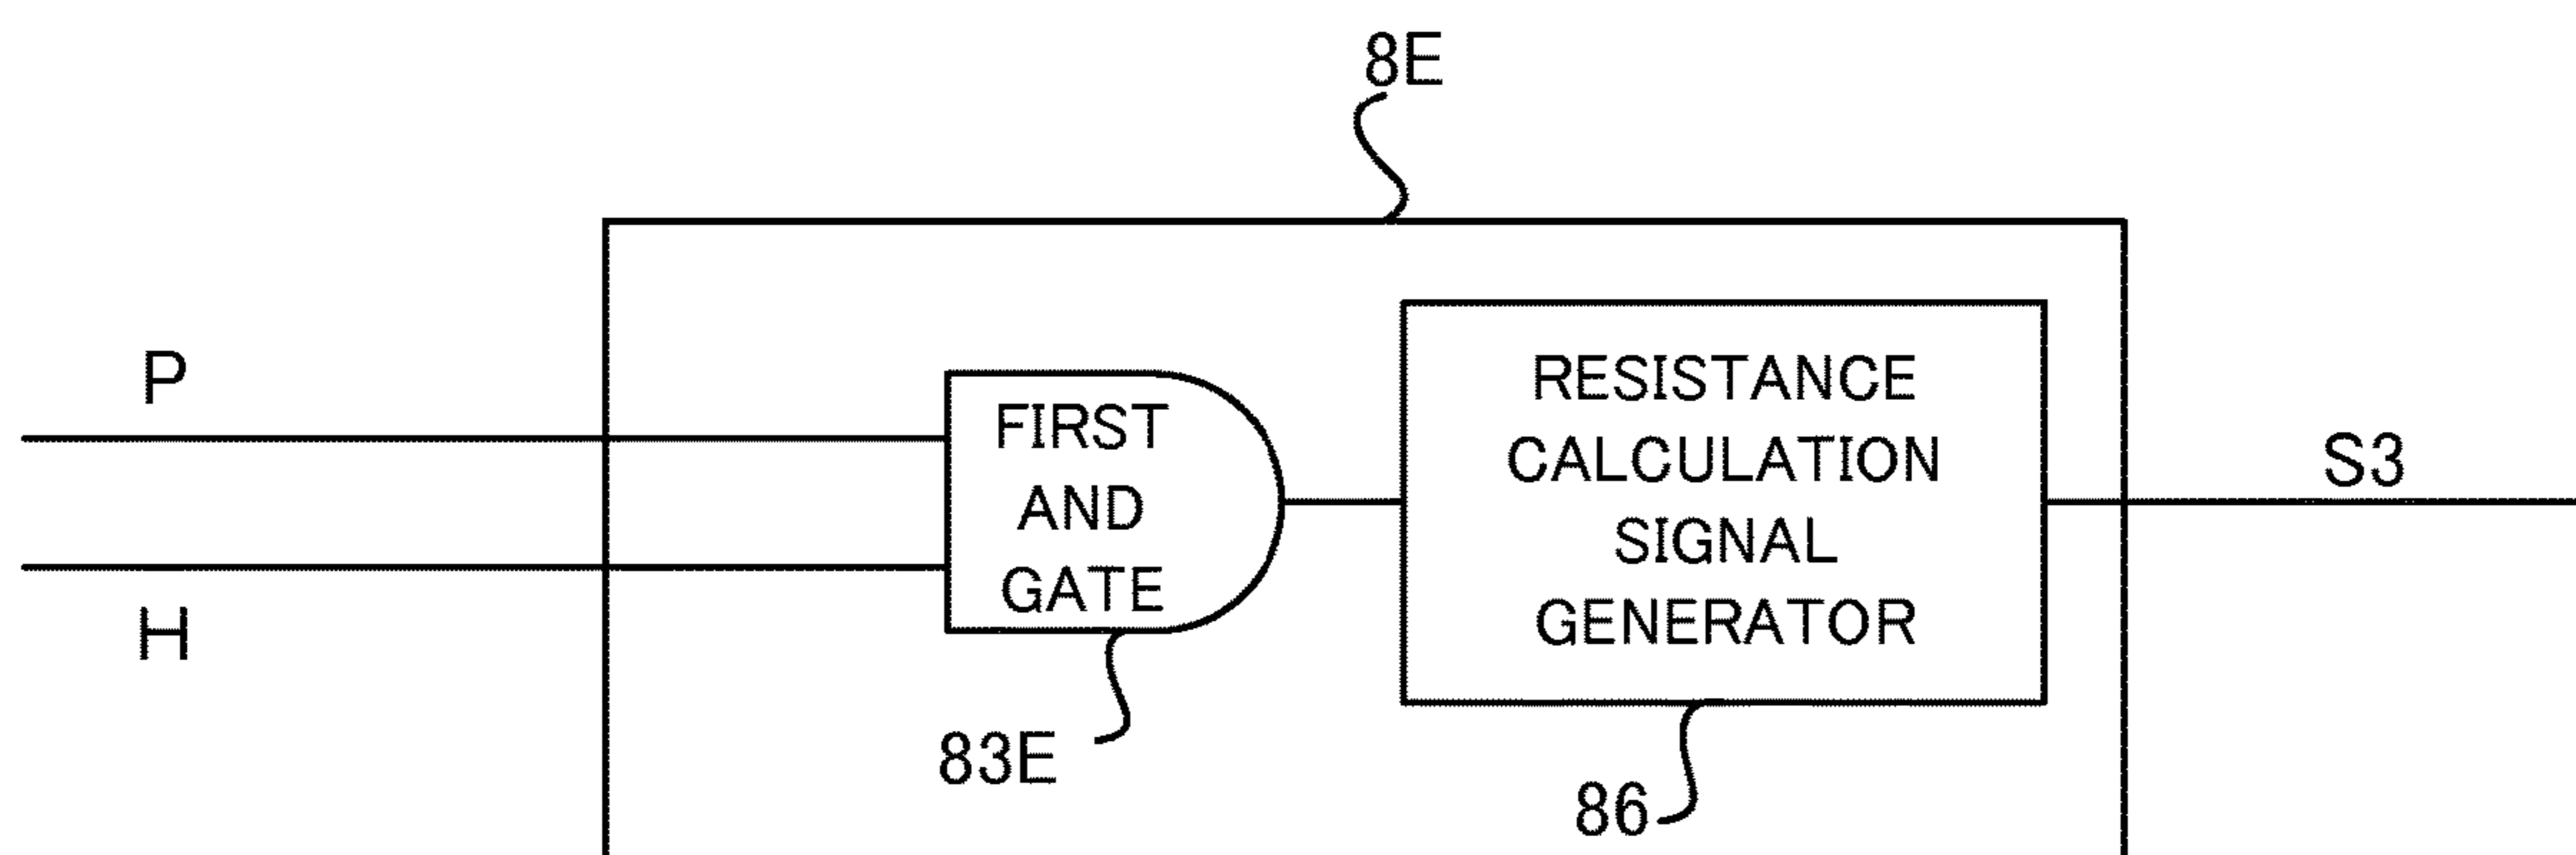 8E
P
H
FIRST
AND
GATE
83E
RESISTANCE
CALCULATION
SIGNAL
GENERATOR
86
S3